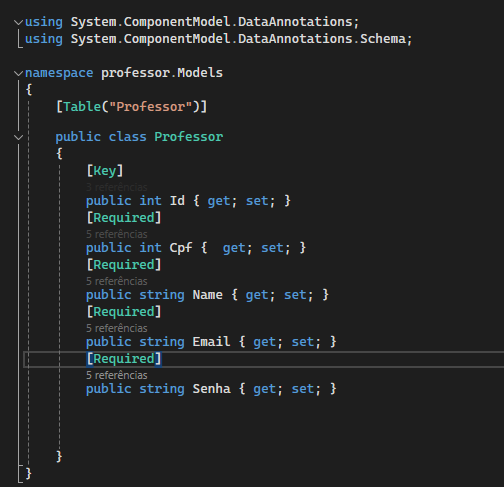 using System.ComponentModel.DataAnnotations;
using System.ComponentModel.DataAnnotations.Schema;
namespace professor.Models
{
[Table("Professor")]
public class Professor
{
[Key]
3 referências
public int Id { get; set; }
[Required]
5 referências
public int Cpf {  get; set; }
[Required]
5 referências
public string Name { get; set; }
[Required]
5 referências
public string Email { get; set; }
[Required]
5 referências
public string Senha { get; set; }
}
}